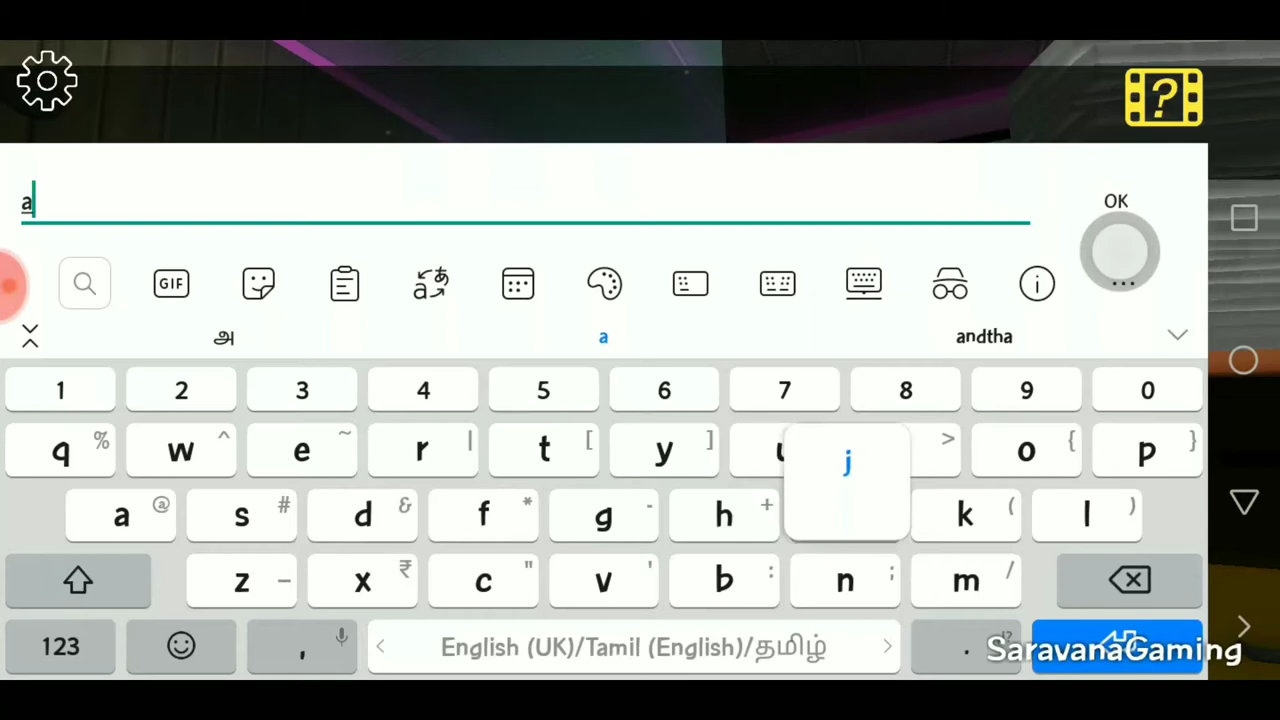 ?
a
OK
GIF
அ a andtha
1 2 3 4 5 6 7 8 9 0
q % w ^ e ~ r | t [ y ] u > o { p }
a @ s # d & f * g - h + j k ( l )
z – x ₹ c " v ' b : n ; m /
123 , < English (UK)/Tamil (English)/தமிழ் > . !?
SaravanaGaming